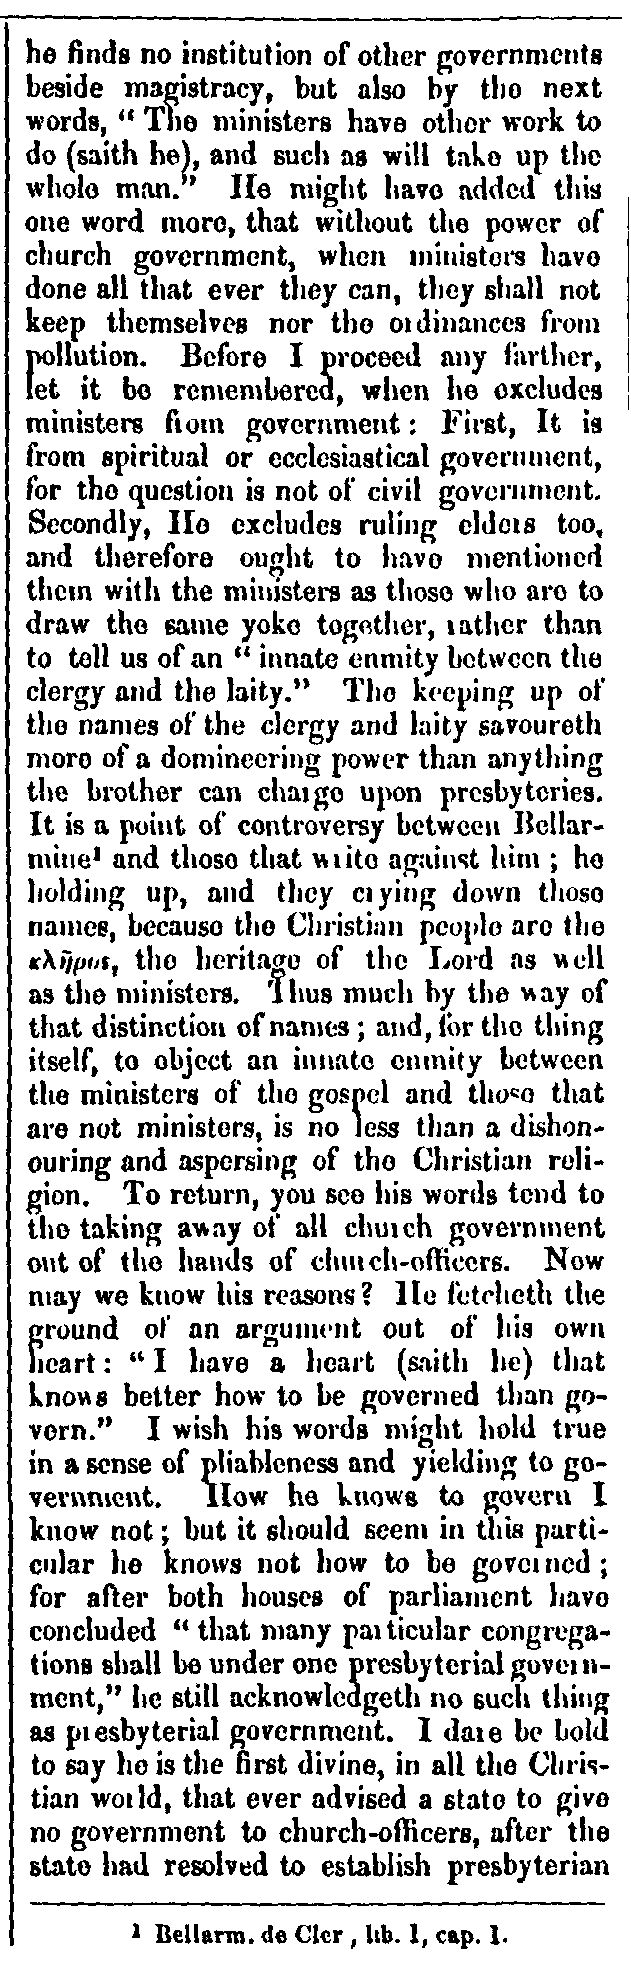 he finds no institution of other governments
beside magistracy, but also by the next
words, “ The ministers have other work to
do (saith he), and such as will take up the
whole man.” He might have added this
one word more, that without the power of
church government, when ministers have
done all that ever they can, they shall not
keep themselves nor the ordinances from
pollution. Before I proceed any farther,
let it be remembered, when he excludes
ministers from government: First, It is
from spiritual or ecclesiastical government,
for the question is not of civil government.
Secondly, He excludes ruling elders too,
and therefore ought to have mentioned
them with the ministers as those who are to
draw the same yoke together, rather than
to tell us of an “ innate enmity between the
clergy and the laity.” The keeping up of
the names of the clergy and laity savoureth
more of a domineering power than anything
the brother can charge upon presbyteries.
It is a point of controversy between Bellar-
mine¹ and those that write against him ; he
holding up, and they crying down those
names, because the Christian people are the
κλῆρος, the heritage of the Lord as well
as the ministers. Thus much by the way of
that distinction of names ; and, for the thing
itself, to object an innate enmity between
the ministers of the gospel and those that
are not ministers, is no less than a dishon-
ouring and aspersing of the Christian reli-
gion. To return, you see his words tend to
the taking away of all church government
out of the hands of church-officers. Now
may we know his reasons? He fetcheth the
ground of an argument out of his own
heart: “ I have a heart (saith he) that
knows better how to be governed than go-
vern.” I wish his words might hold true
in a sense of pliableness and yielding to go-
vernment. How he knows to govern I
know not ; but it should seem in this parti-
cular he knows not how to be governed ;
for after both houses of parliament have
concluded “ that many particular congrega-
tions shall be under one presbyterial govern-
ment,” he still acknowledgeth no such thing
as presbyterial government. I dare be bold
to say he is the first divine, in all the Chris-
tian world, that ever advised a state to give
no government to church-officers, after the
state had resolved to establish presbyterian
¹ Bellarm. de Cler , lib. 1, cap. 1.